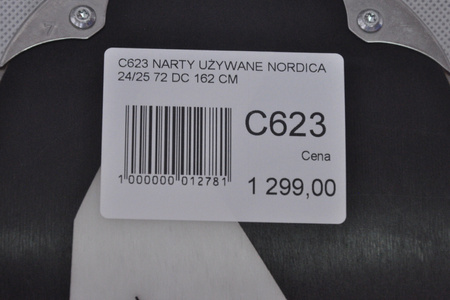 C623 NARTY UŻYWANE NORDICA
24/25 72 DC 162 CM
C623
Cena
1 000000 012781
1 299,00